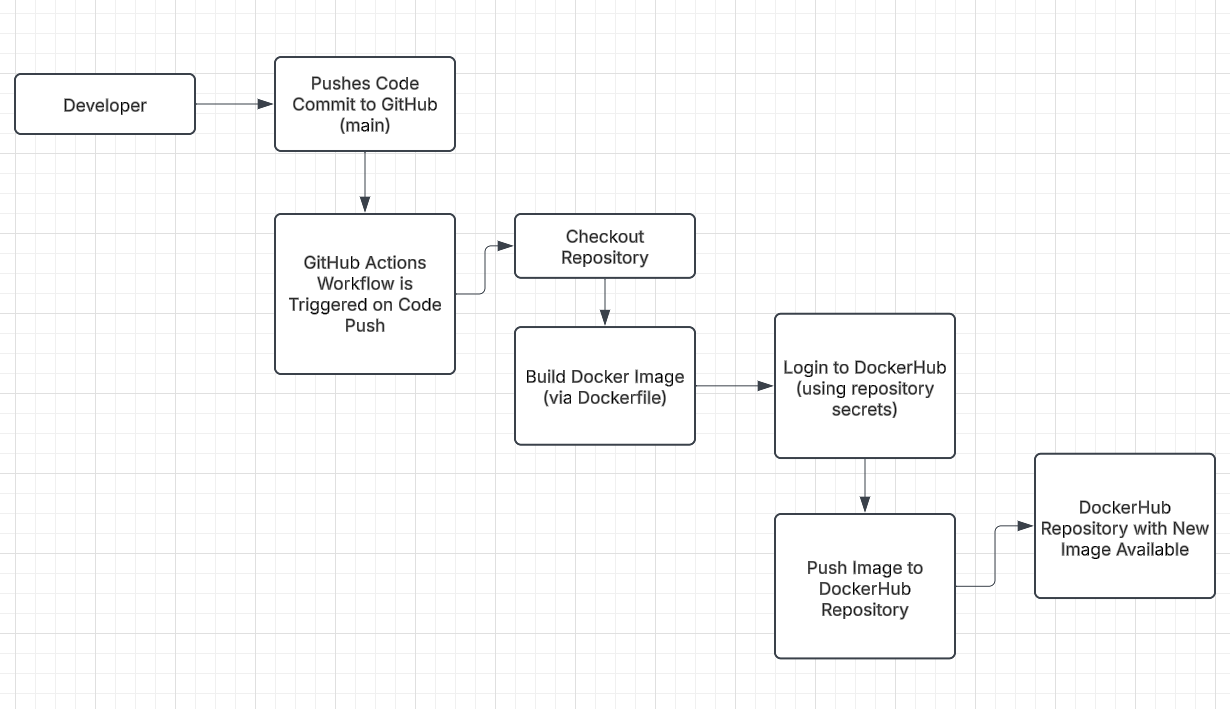 Developer
Pushes Code
Commit to GitHub
(main)
GitHub Actions
Workflow is
Triggered on Code
Push
Checkout
Repository
Build Docker Image
(via Dockerfile)
Login to DockerHub
(using repository
secrets)
Push Image to
DockerHub
Repository
DockerHub
Repository with New
Image Available